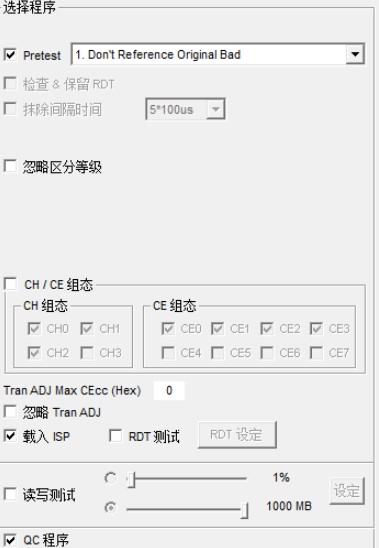 选择程序
Pretest 1. Don't Reference Original Bad
检查 & 保留 RDT
抹除间隔时间 5*100us
忽略区分等级
CH / CE 组态
CH 组态 CE 组态
CH0 CH1 CE0 CE1 CE2 CE3
CH2 CH3 CE4 CE5 CE6 CE7
Tran ADJ Max CEcc (Hex) 0
忽略 Tran ADJ
载入 ISP RDT 测试 RDT 设定
1%
读写测试 设定
1000 MB
QC 程序